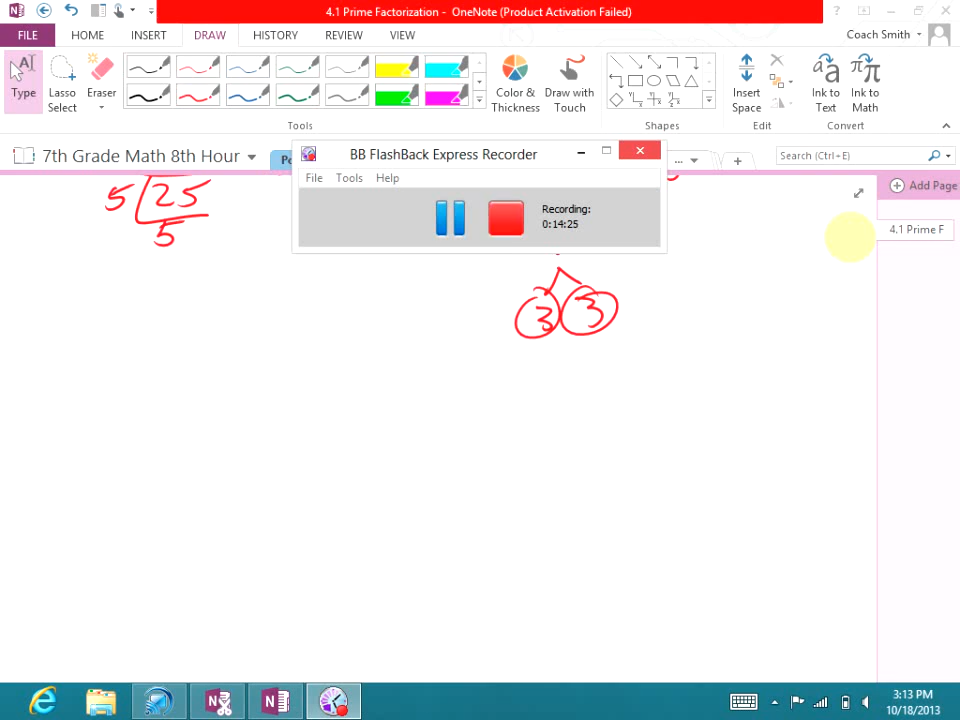 4.1 Prime Factorization - OneNote (Product Activation Failed)
?
FILE HOME INSERT DRAW HISTORY REVIEW VIEW Coach Smith
Type
Lasso Select
Eraser
Color & Thickness
Draw with Touch
Insert Space
Ink to Text
Ink to Math
Tools Shapes Edit Convert
7th Grade Math 8th Hour
... + Search (Ctrl+E)
BB FlashBack Express Recorder
File Tools Help
Recording:
0:14:25
Add Page
4.1 Prime F
5 25
5
3 3
3:13 PM
10/18/2013